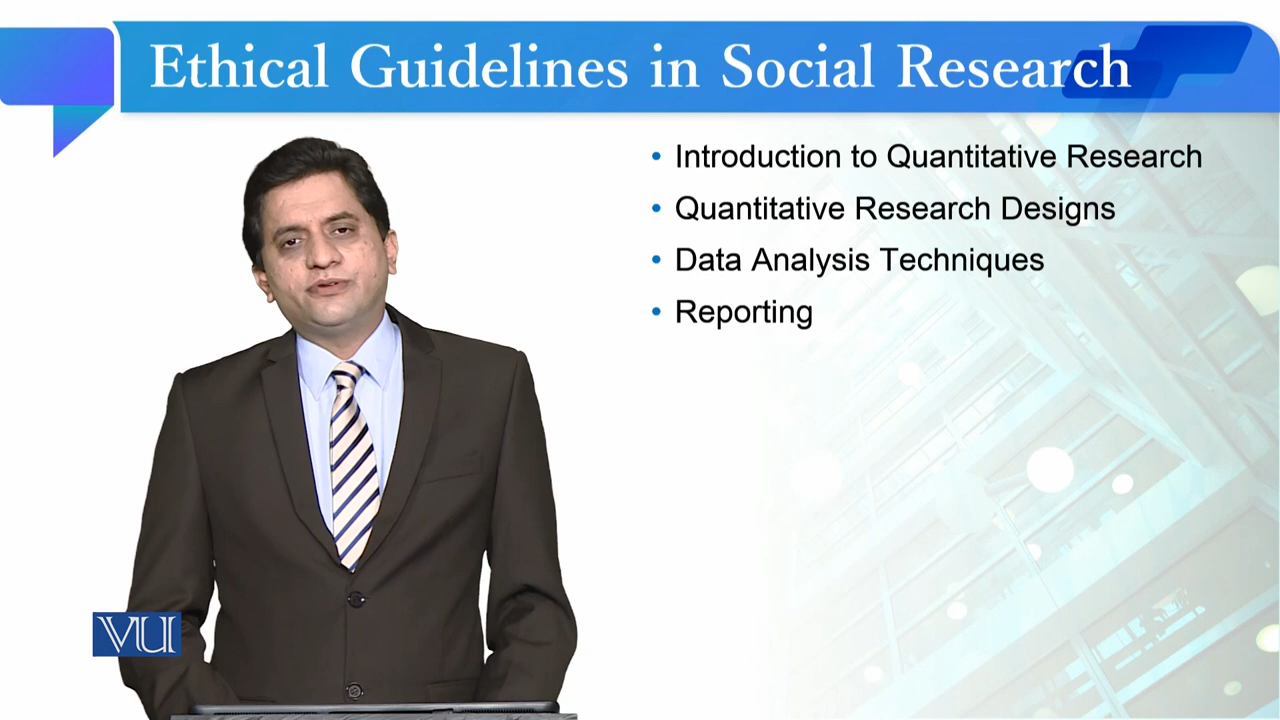 Ethical Guidelines in Social Research
• Introduction to Quantitative Research
• Quantitative Research Designs
• Data Analysis Techniques
• Reporting
VU